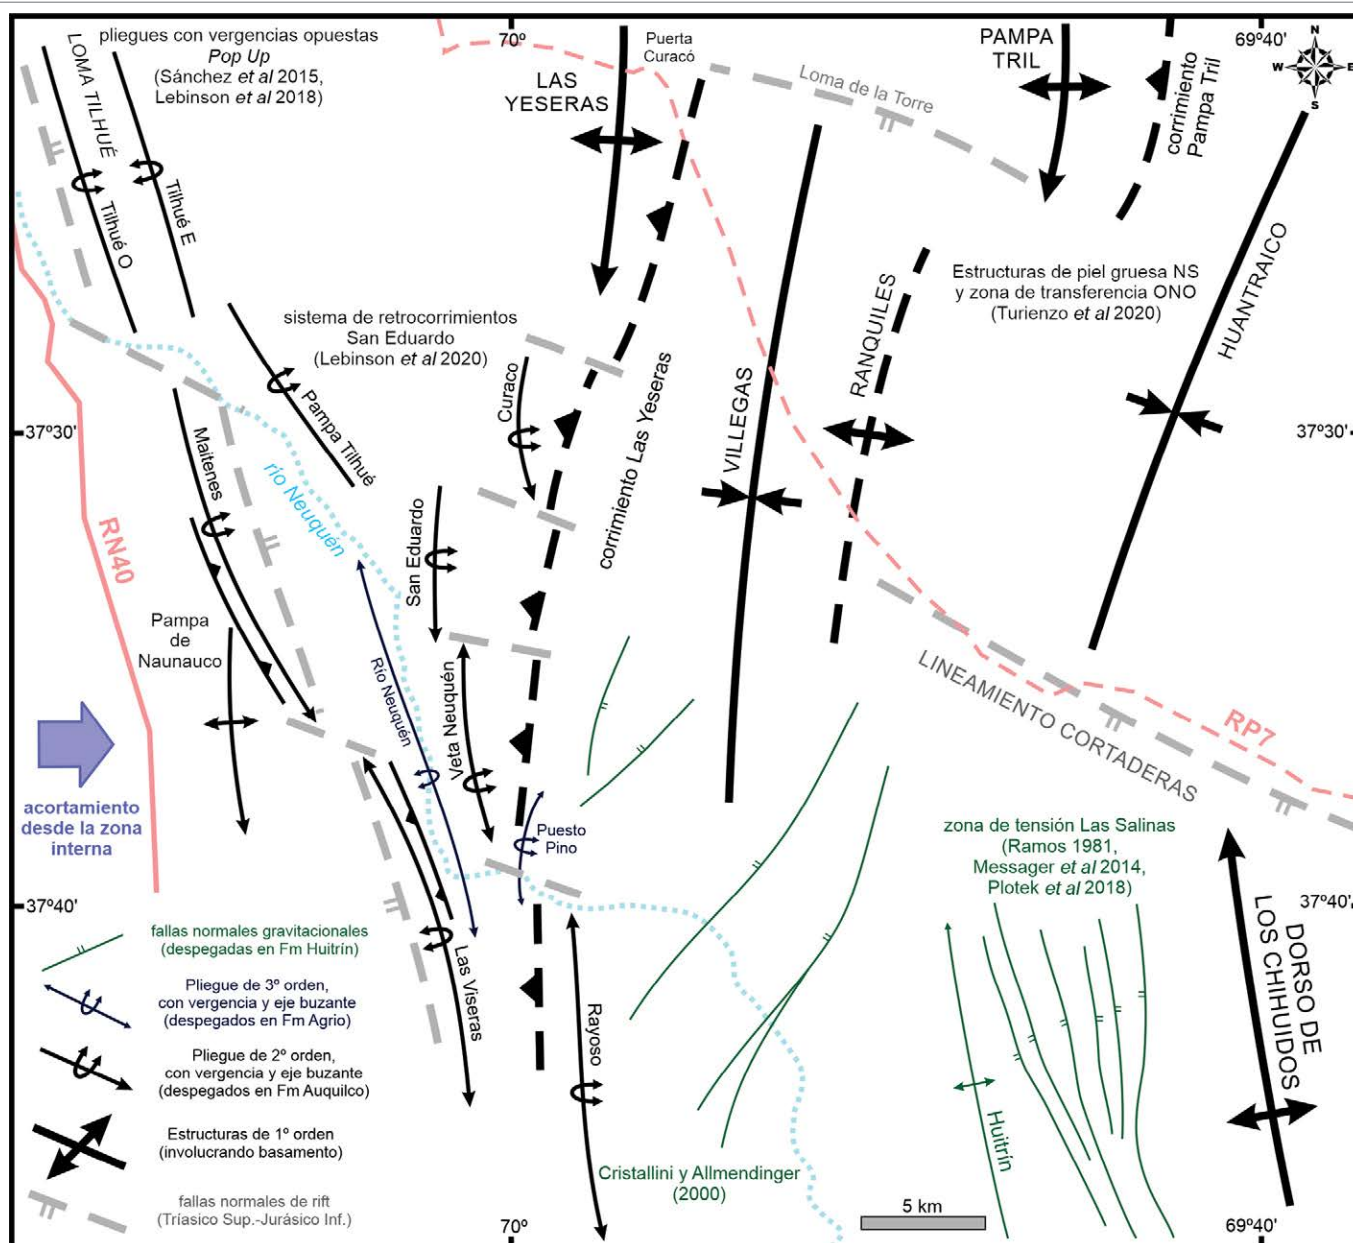 pliegues con vergencias opuestas
Pop Up
(Sánchez et al 2015,
Lebinson et al 2018)
LOMA TILHUÉ
Tilhué O
Tilhué E
70º
Puerta
Curacó
LAS
YESERAS
Loma de la Torre
PAMPA
TRIL
corrimiento
Pampa Tril
69º40'
N
W
E
S
sistema de retrocorrimientos
San Eduardo
(Lebinson et al 2020)
Estructuras de piel gruesa NS
y zona de transferencia ONO
(Turienzo et al 2020)
HUANTRAICO
RANQUILES
VILLEGAS
corrimiento Las Yeseras
Curaco
Pampa Tilhué
Maitenes
37º30'
37º30'
río Neuquén
RN40
San Eduardo
Pampa
de
Naunauco
Río Neuquén
Veta Neuquén
LINEAMIENTO CORTADERAS
RP7
acortamiento
desde la zona
interna
Puesto
Pino
zona de tensión Las Salinas
(Ramos 1981,
Messager et al 2014,
Plotek et al 2018)
37º40'
37º40'
DORSO DE
LOS CHIHUIDOS
Las Viseras
Rayoso
Huitrín
fallas normales gravitacionales
(despegadas en Fm Huitrín)
Pliegue de 3º orden,
con vergencia y eje buzante
(despegados en Fm Agrio)
Pliegue de 2º orden,
con vergencia y eje buzante
(despegados en Fm Auquilco)
Estructuras de 1º orden
(involucrando basamento)
fallas normales de rift
(Tríasico Sup.-Jurásico Inf.)
Cristallini y Allmendinger
(2000)
5 km
70º
69º40'